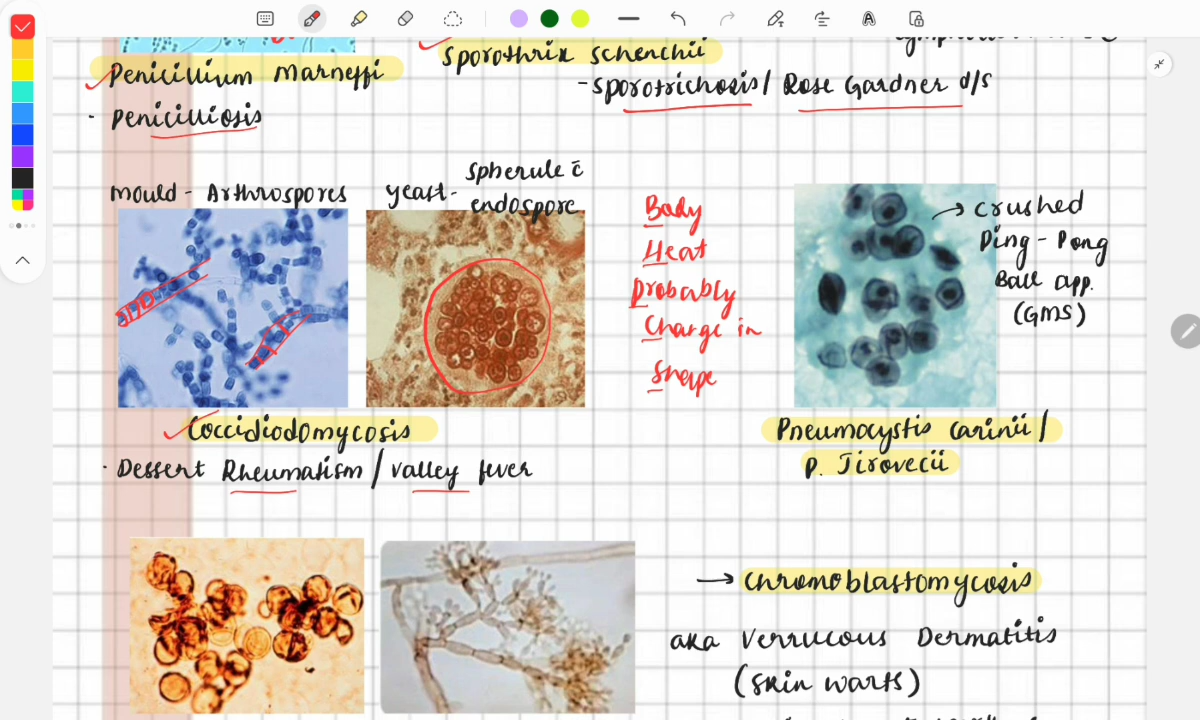 Sporothrix schenckii
Penicillium Marneffi
- Sporotrichosis/ Rose Gardner d/s
· Penicilliosis
Mould - Arthrospores
yeast - spherule c̄
endospore
Body
Heat
Probably
Change in
Shape
→ crushed
Ping - Pong
Ball app.
(GMS)
Coccidiodomycosis
· Dessert Rheumatism / valley fever
Pneumocystis carinii /
P. Jirovecii
→ Chromoblastomycosis
aka Verrucous Dermatitis
(skin warts)